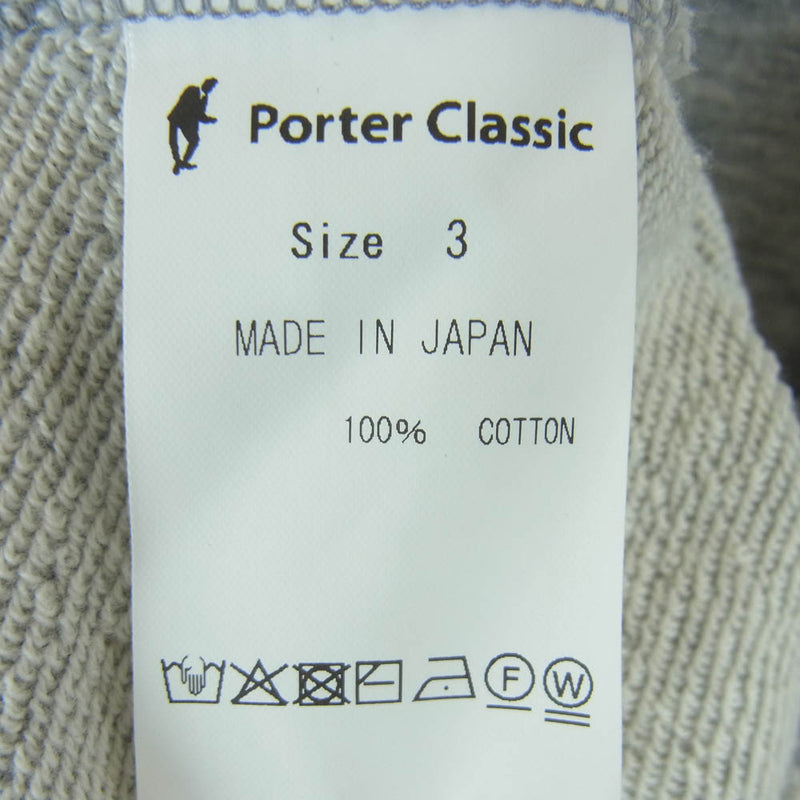 Porter Classic
Size 3
MADE IN JAPAN
100% COTTON
F W